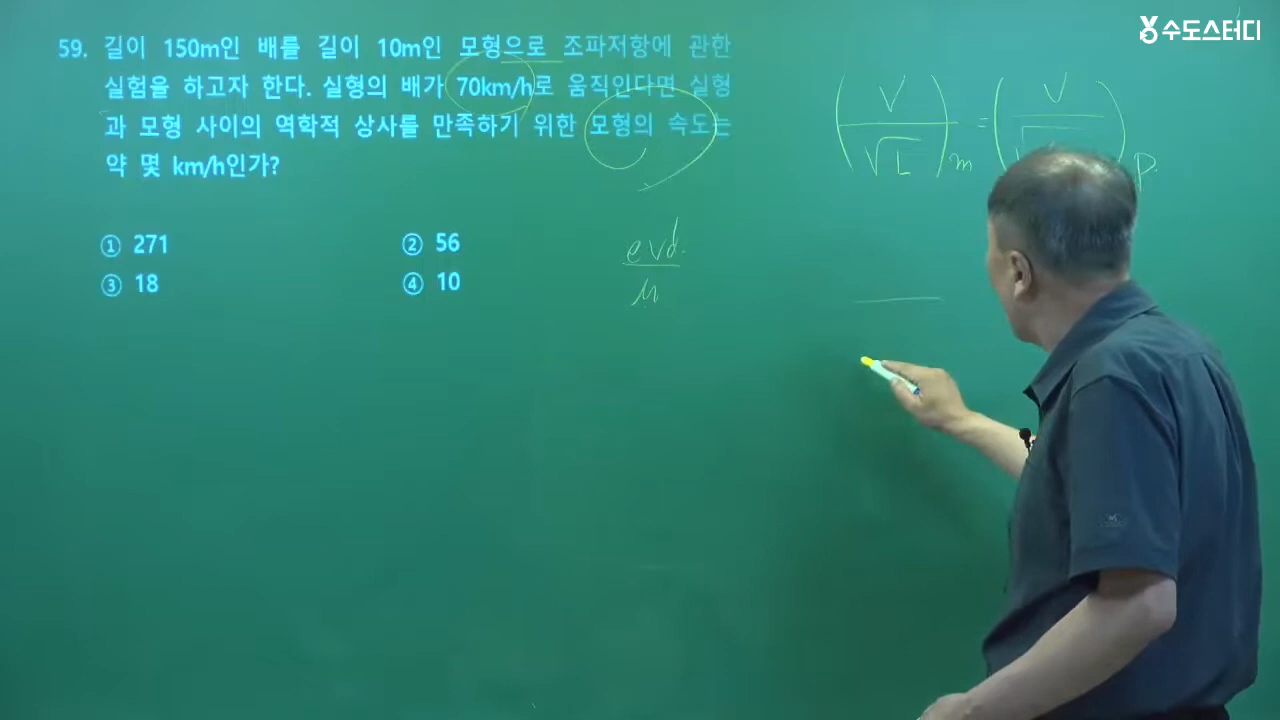 수도스터디
59. 길이 150m인 배를 길이 10m인 모형으로 조파저항에 관한
실험을 하고자 한다. 실형의 배가 70km/h로 움직인다면 실형
과 모형 사이의 역학적 상사를 만족하기 위한 모형의 속도는
약 몇 km/h인가?
① 271 ② 56
③ 18 ④ 10
(V/√L)m = (V/√)p
ρVd/μ